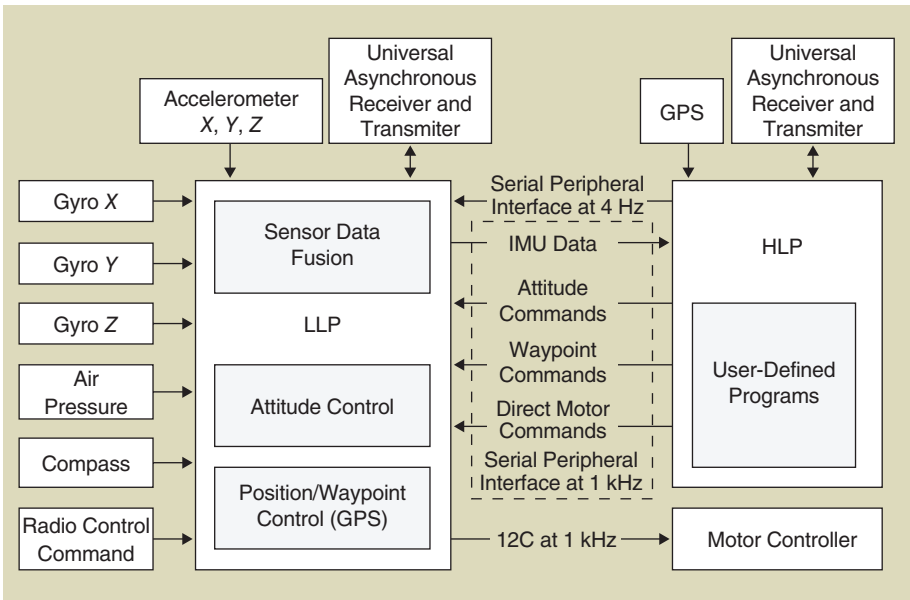 Universal
Asynchronous
Receiver and
Transmiter
Accelerometer
X, Y, Z
GPS
Universal
Asynchronous
Receiver and
Transmiter
Gyro X
Gyro Y
Gyro Z
Air
Pressure
Compass
Radio Control
Command
Sensor Data
Fusion
LLP
Attitude Control
Position/Waypoint
Control (GPS)
Serial Peripheral
Interface at 4 Hz
IMU Data
Attitude
Commands
Waypoint
Commands
Direct Motor
Commands
Serial Peripheral
Interface at 1 kHz
12C at 1 kHz
HLP
User-Defined
Programs
Motor Controller